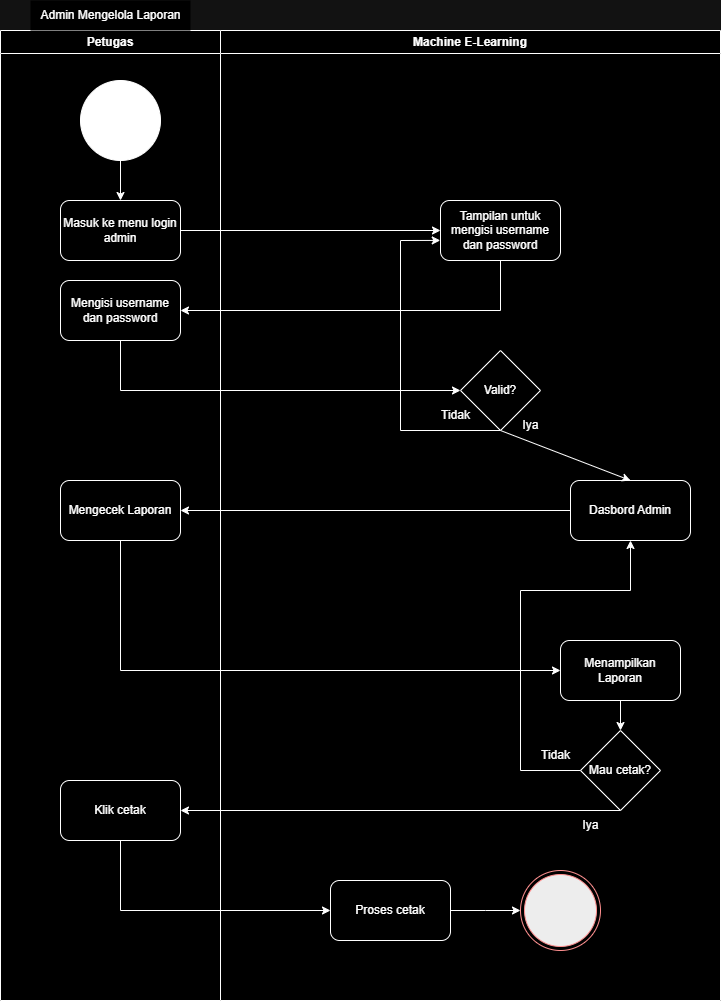 Admin Mengelola Laporan
Petugas
Machine E-Learning
Masuk ke menu login
admin
Tampilan untuk
mengisi username
dan password
Mengisi username
dan password
Valid?
Tidak
Iya
Mengecek Laporan
Dasbord Admin
Menampilkan
Laporan
Tidak
Mau cetak?
Klik cetak
Iya
Proses cetak